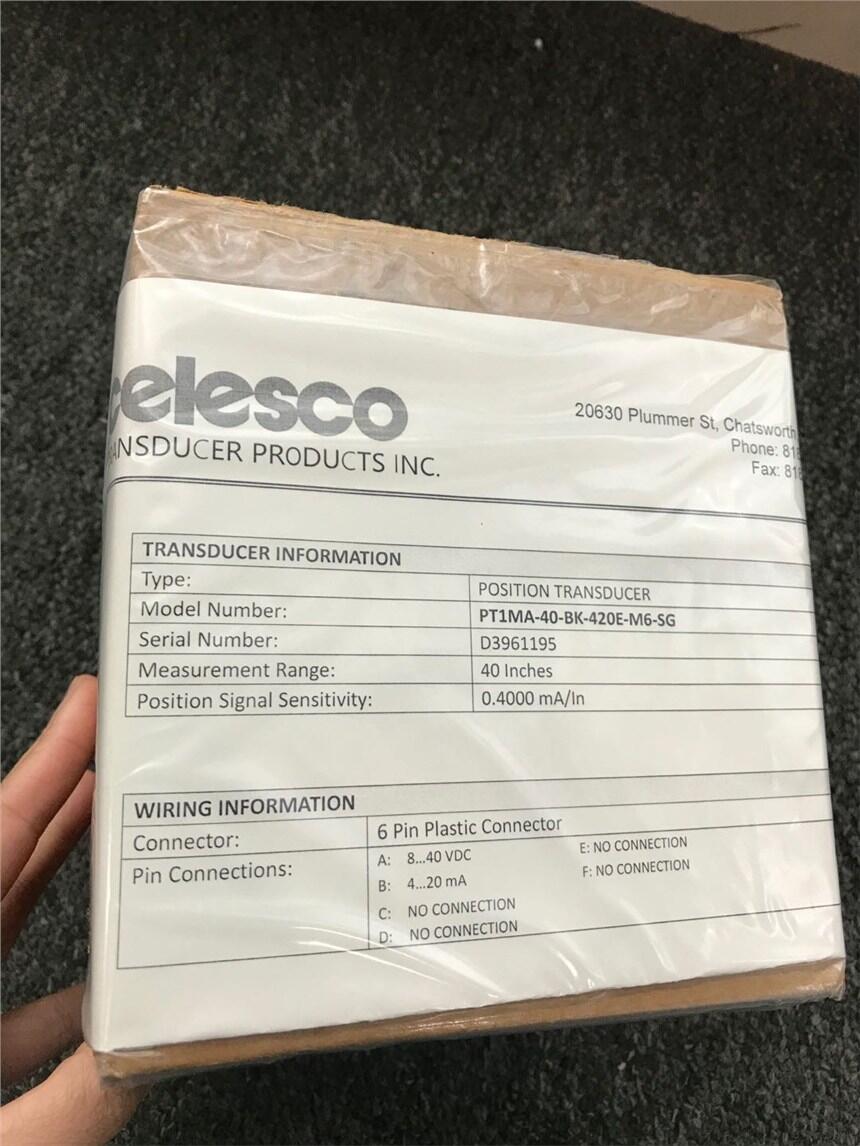 celesco
TRANSDUCER PRODUCTS INC.
20630 Plummer St, Chatsworth
Phone: 818
Fax: 818
TRANSDUCER INFORMATION
Type: POSITION TRANSDUCER
Model Number: PT1MA-40-BK-420E-M6-SG
Serial Number: D3961195
Measurement Range: 40 Inches
Position Signal Sensitivity: 0.4000 mA/In
WIRING INFORMATION
Connector: 6 Pin Plastic Connector
Pin Connections: A: 8...40 VDC E: NO CONNECTION
B: 4...20 mA F: NO CONNECTION
C: NO CONNECTION
D: NO CONNECTION